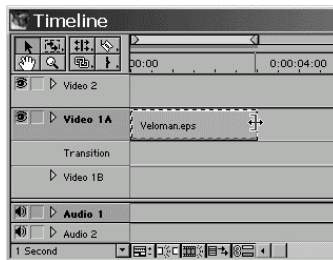 Timeline
00:00 0:00:04:00
Video 2
Video 1A
Veloman.eps
Transition
Video 1B
Audio 1
Audio 2
1 Second